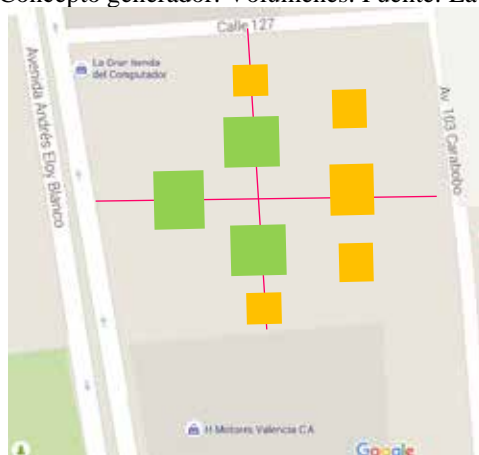 Concepto generador. Volúmenes. Fuente: La
Calle 127
La Gran tienda
del Computador
Avenida Andrés Eloy Blanco
Av 103 Carabobo
H Motores Valencia CA
Google